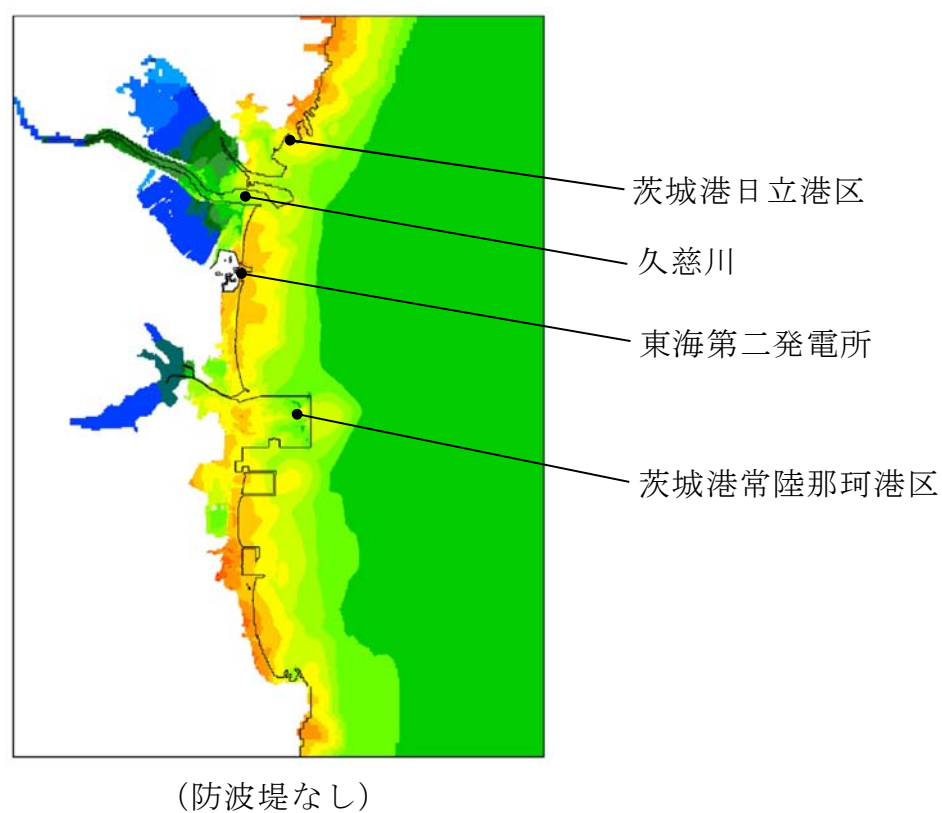 茨城港日立港区
久慈川
東海第二発電所
茨城港常陸那珂港区
（防波堤なし）